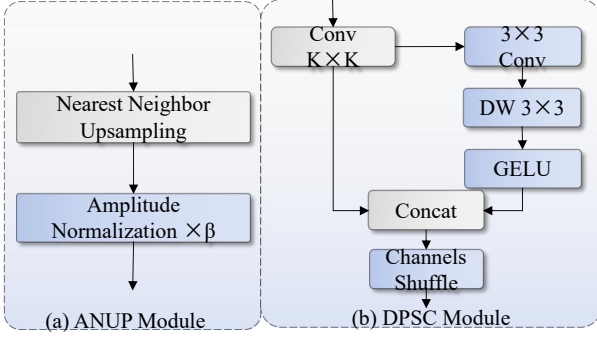 Nearest Neighbor
Upsampling
Amplitude
Normalization ×β
(a) ANUP Module
Conv
K×K
3×3
Conv
DW 3×3
GELU
Concat
Channels
Shuffle
(b) DPSC Module